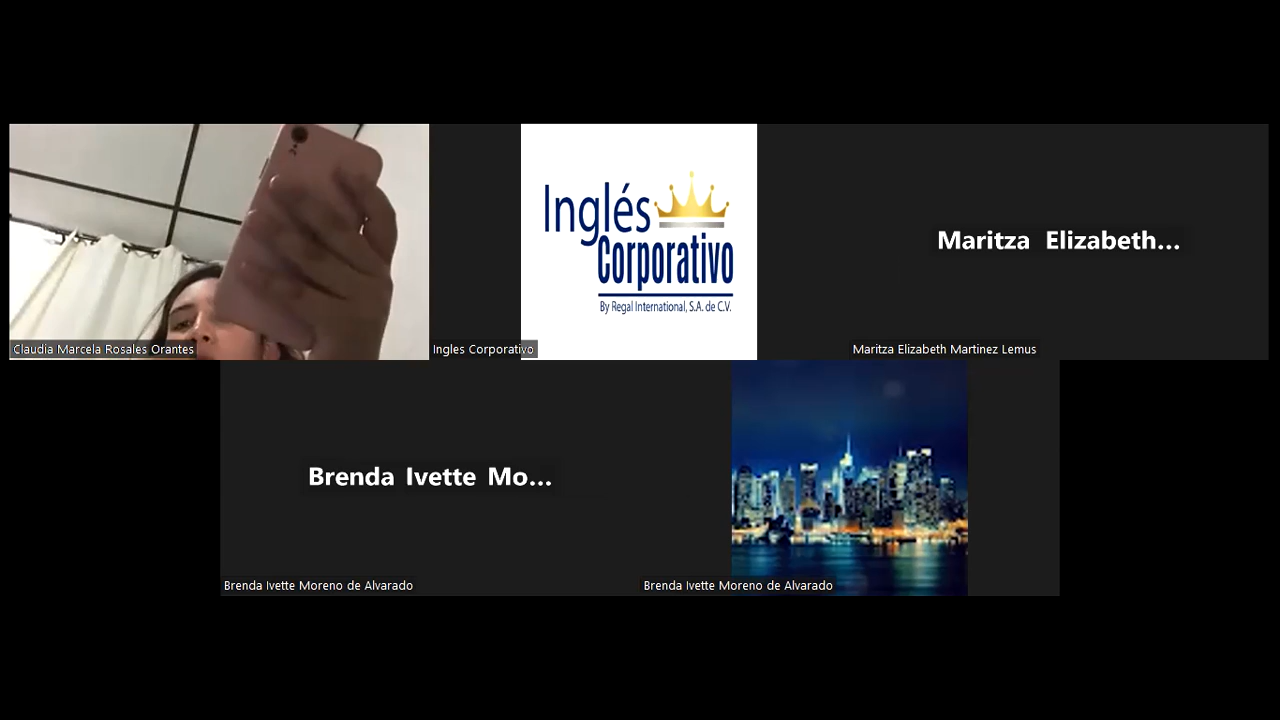 Claudia Marcela Rosales Orantes
Inglés
Corporativo
By Regal International, S.A. de C.V.
Ingles Corporativo
Maritza Elizabeth...
Maritza Elizabeth Martinez Lemus
Brenda Ivette Mo...
Brenda Ivette Moreno de Alvarado
Brenda Ivette Moreno de Alvarado